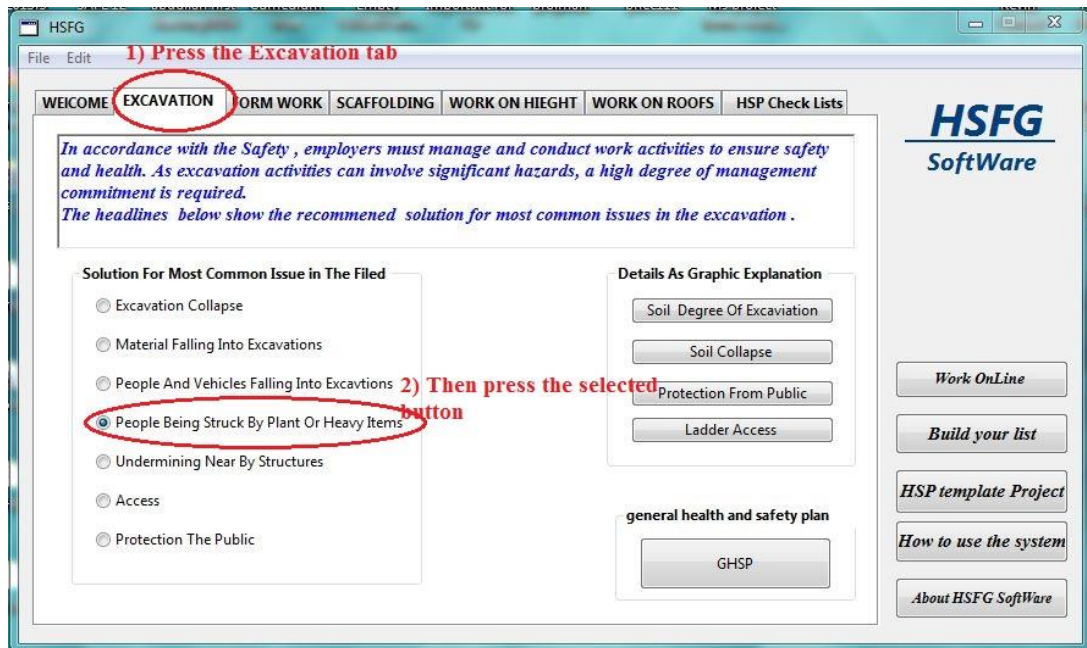 HSFG
File Edit
1) Press the Excavation tab
WEICOME EXCAVATION FORM WORK SCAFFOLDING WORK ON HIEGHT WORK ON ROOFS HSP Check Lists
HSFG
SoftWare
In accordance with the Safety , employers must manage and conduct work activities to ensure safety
and health. As excavation activities can involve significant hazards, a high degree of management
commitment is required.
The headlines below show the recommened solution for most common issues in the excavation .
Solution For Most Common Issue in The Filed
Excavation Collapse
Material Falling Into Excavations
People And Vehicles Falling Into Excavtions
People Being Struck By Plant Or Heavy Items
Undermining Near By Structures
Access
Protection The Public
2) Then press the selected
button
Details As Graphic Explanation
Soil Degree Of Excaviation
Soil Collapse
Protection From Public
Ladder Access
general health and safety plan
GHSP
Work OnLine
Build your list
HSP template Project
How to use the system
About HSFG SoftWare